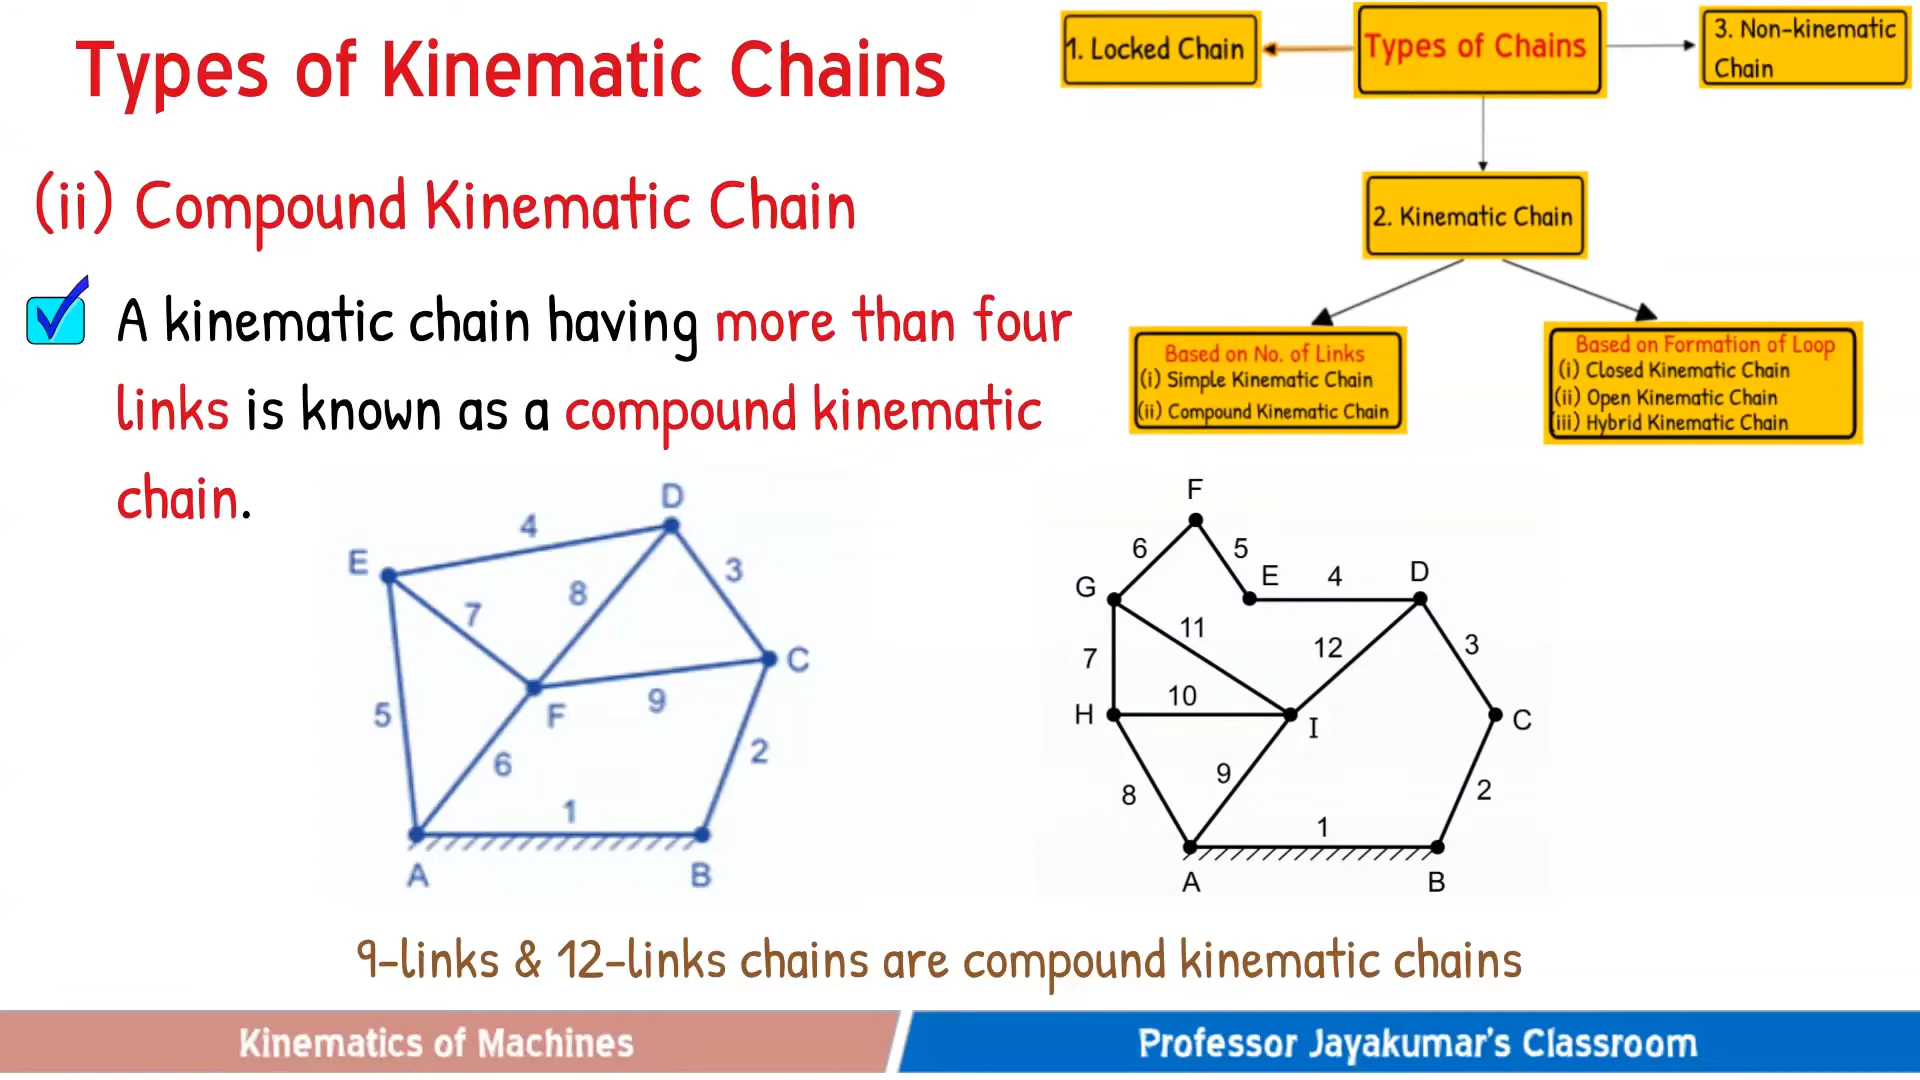 Types of Kinematic Chains
(ii) Compound Kinematic Chain
A kinematic chain having more than four
links is known as a compound kinematic
chain.
1. Locked Chain
Types of Chains
3. Non-kinematic
Chain
2. Kinematic Chain
Based on No. of Links
(i) Simple Kinematic Chain
(ii) Compound Kinematic Chain
Based on Formation of Loop
(i) Closed Kinematic Chain
(ii) Open Kinematic Chain
(iii) Hybrid Kinematic Chain
D
4
E
3
8
7
C
9
F
5
2
6
1
A
B
F
6
5
E
4
D
G
11
12
3
7
10
H
I
C
9
8
2
1
A
B
9-links & 12-links chains are compound kinematic chains
Kinematics of Machines
Professor Jayakumar's Classroom